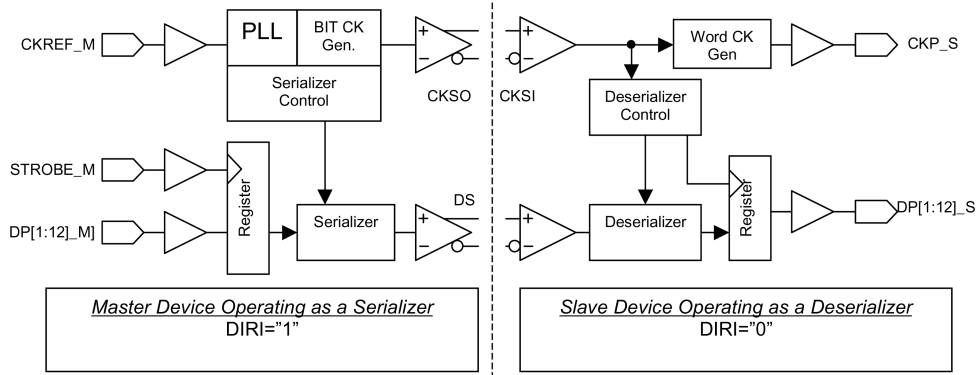 CKREF_M
PLL
BIT CK
Gen.
Serializer
Control
+
−
CKSO
STROBE_M
DP[1:12]_M]
Register
Serializer
DS
+
−
+
−
CKSI
Word CK
Gen
CKP_S
Deserializer
Control
+
−
Deserializer
Register
DP[1:12]_S
Master Device Operating as a Serializer
DIRI=”1”
Slave Device Operating as a Deserializer
DIRI=”0”